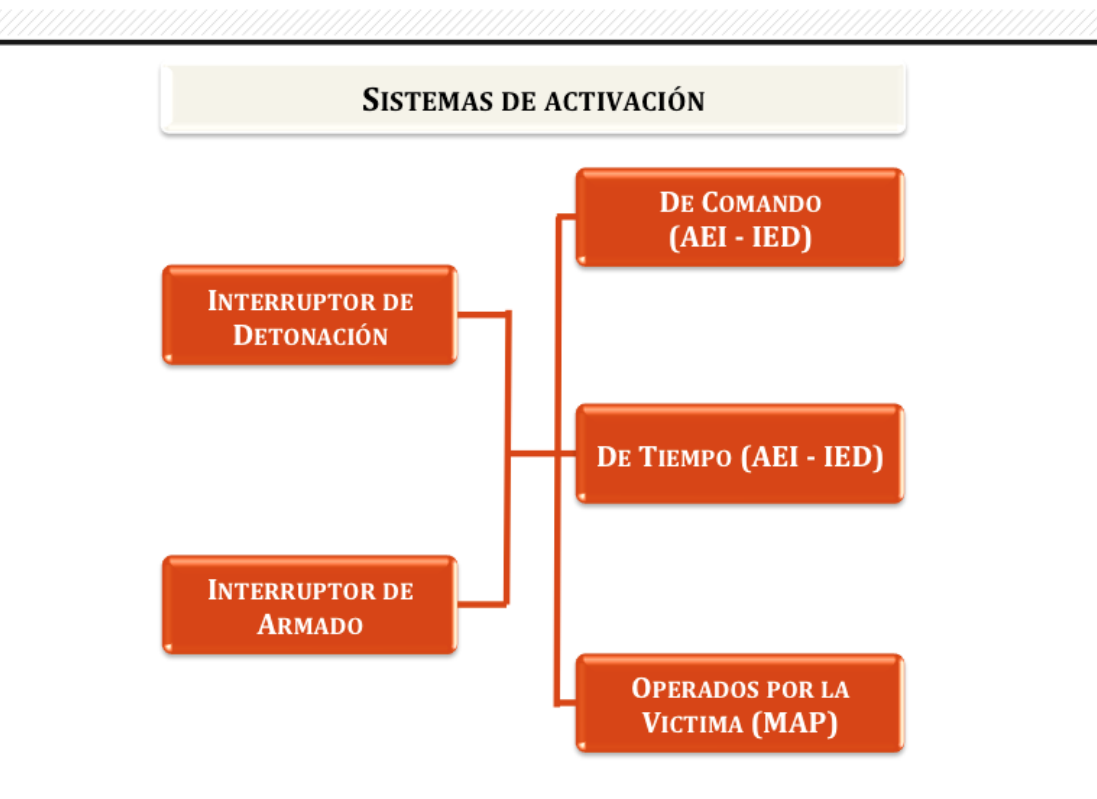 SISTEMAS DE ACTIVACIÓN
DE COMANDO
(AEI - IED)
INTERRUPTOR DE
DETONACIÓN
DE TIEMPO (AEI - IED)
INTERRUPTOR DE
ARMADO
OPERADOS POR LA
VICTIMA (MAP)